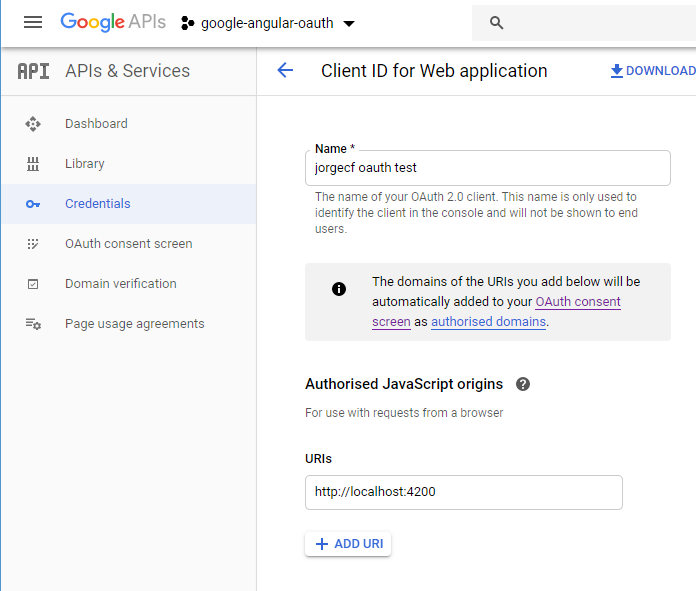 Google APIs
google-angular-oauth
API APIs & Services
Client ID for Web application
DOWNLOAD
Dashboard
Library
Credentials
OAuth consent screen
Domain verification
Page usage agreements
Name *
jorgecf oauth test
The name of your OAuth 2.0 client. This name is only used to
identify the client in the console and will not be shown to end
users.
The domains of the URIs you add below will be
automatically added to your OAuth consent
screen as authorised domains.
Authorised JavaScript origins ?
For use with requests from a browser
URIs
http://localhost:4200
ADD URI